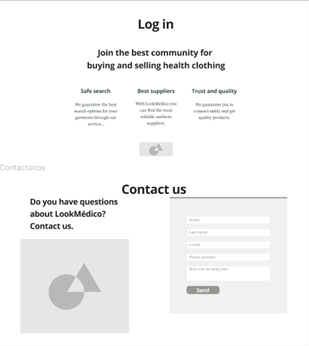 Log in
Join the best community for
buying and selling health clothing
Safe search
We guarantee the best
search options for your
garments through our
service..
Best suppliers
With LookMédico you
can find the most
reliable uniform
suppliers.
Trust and quality
We guarantee you to
connect safely and get
quality products.
Contactanos
Contact us
Do you have questions
about LookMédico?
Contact us.
Name
Last name
e-mail
Phone number
How can we help you?
Send